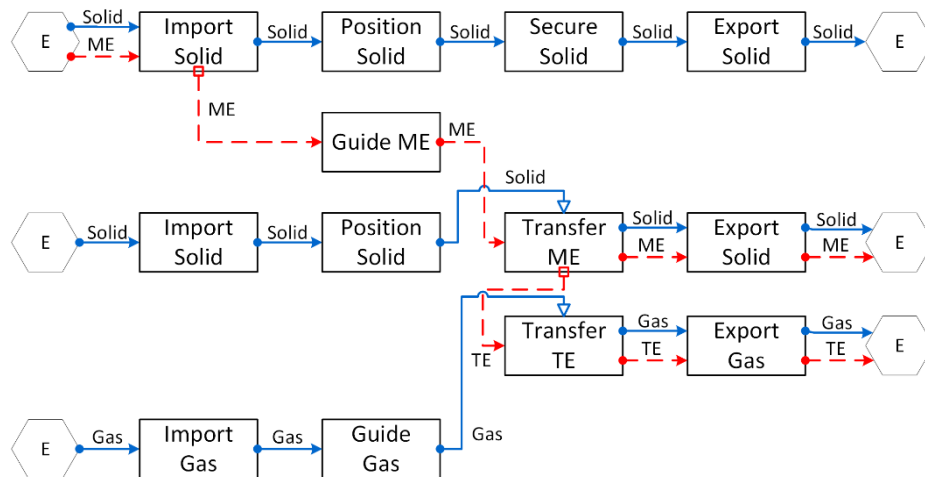 Solid
E
ME
Import
Solid
Solid
Position
Solid
Solid
Secure
Solid
Solid
Export
Solid
Solid
E
ME
Guide ME
ME
Solid
E
Solid
Import
Solid
Solid
Position
Solid
Transfer
ME
Solid
ME
Export
Solid
Solid
ME
E
Transfer
TE
TE
Gas
TE
Export
Gas
Gas
TE
E
E
Gas
Import
Gas
Gas
Guide
Gas
Gas